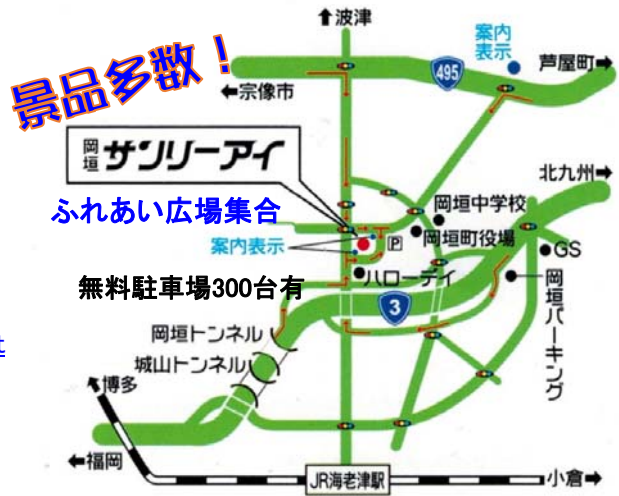 ↑波津
景品多数！
案内
表示
495
芦屋町→
←宗像市
岡垣 サンリーアイ
北九州→
ふれあい広場集合
岡垣中学校
P
岡垣町役場
案内表示
GS
ハローデイ
無料駐車場300台有
3
岡垣パーキング
岡垣トンネル
城山トンネル
博多
←福岡
JR海老津駅
小倉→